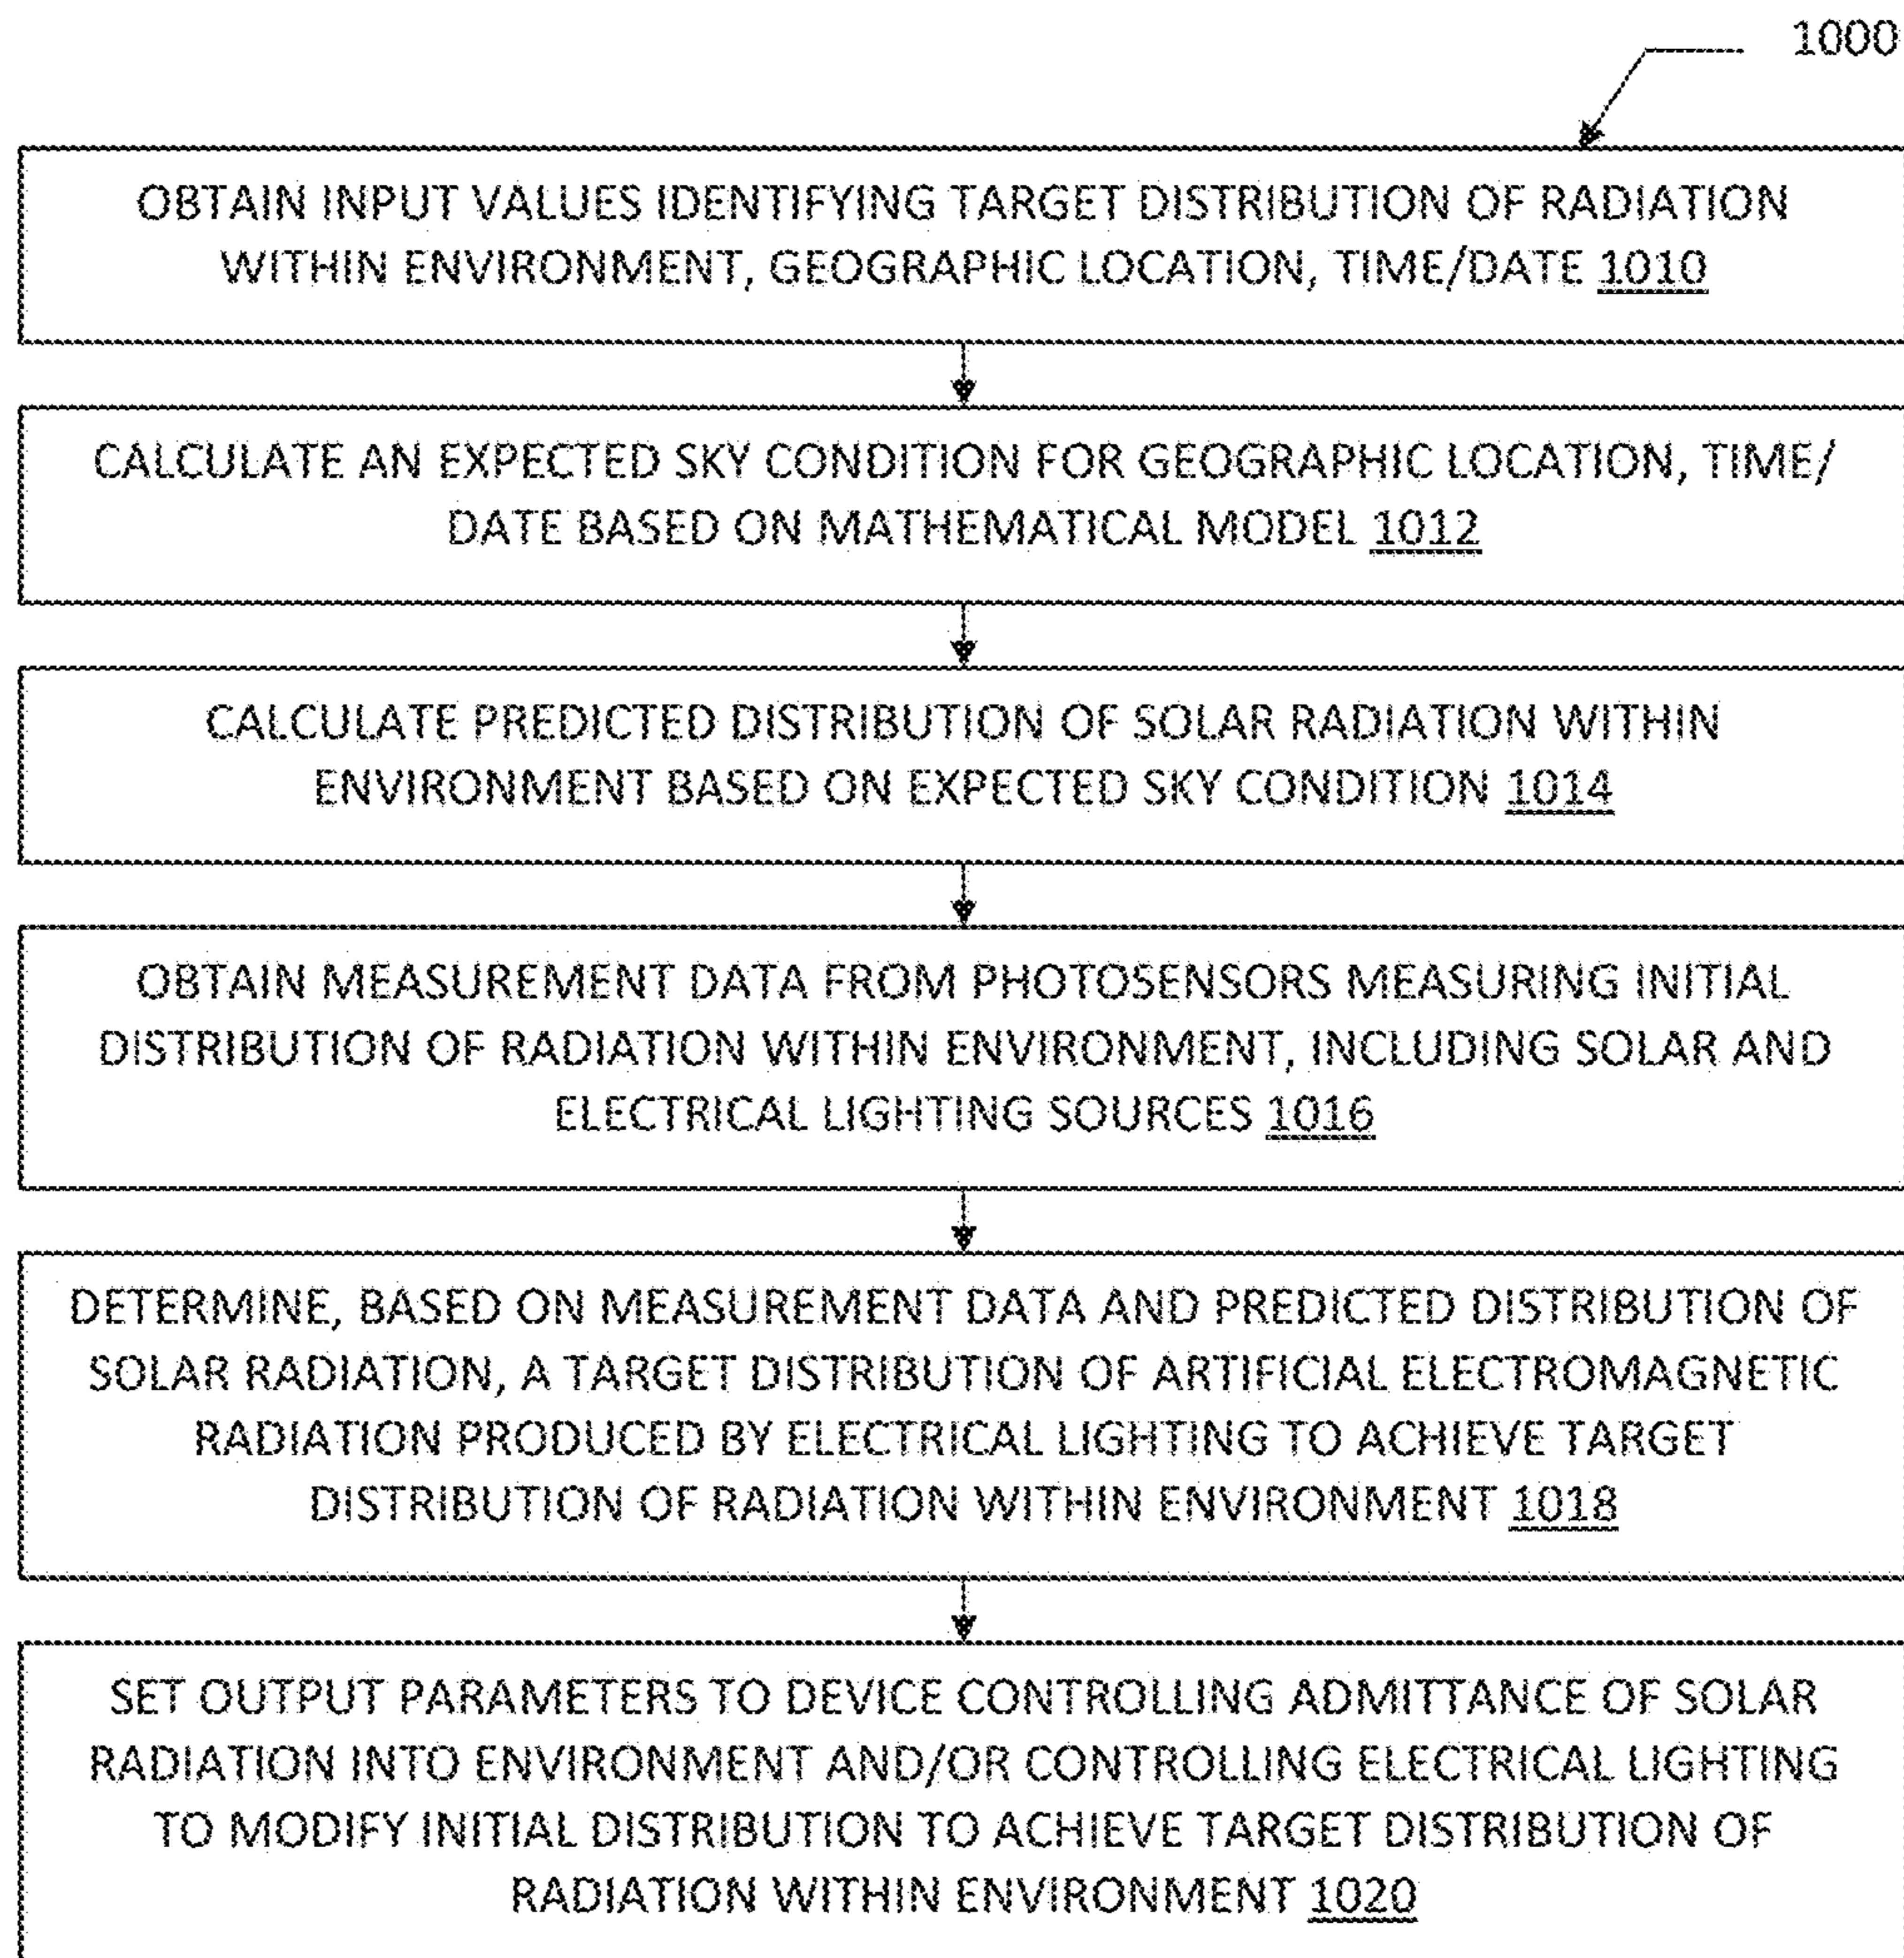 1000
OBTAIN INPUT VALUES IDENTIFYING TARGET DISTRIBUTION OF RADIATION
WITHIN ENVIRONMENT, GEOGRAPHIC LOCATION, TIME/DATE 1010
CALCULATE AN EXPECTED SKY CONDITION FOR GEOGRAPHIC LOCATION, TIME/
DATE BASED ON MATHEMATICAL MODEL 1012
CALCULATE PREDICTED DISTRIBUTION OF SOLAR RADIATION WITHIN
ENVIRONMENT BASED ON EXPECTED SKY CONDITION 1014
OBTAIN MEASUREMENT DATA FROM PHOTOSENSORS MEASURING INITIAL
DISTRIBUTION OF RADIATION WITHIN ENVIRONMENT, INCLUDING SOLAR AND
ELECTRICAL LIGHTING SOURCES 1016
DETERMINE, BASED ON MEASUREMENT DATA AND PREDICTED DISTRIBUTION OF
SOLAR RADIATION, A TARGET DISTRIBUTION OF ARTIFICIAL ELECTROMAGNETIC
RADIATION PRODUCED BY ELECTRICAL LIGHTING TO ACHIEVE TARGET
DISTRIBUTION OF RADIATION WITHIN ENVIRONMENT 1018
SET OUTPUT PARAMETERS TO DEVICE CONTROLLING ADMITTANCE OF SOLAR
RADIATION INTO ENVIRONMENT AND/OR CONTROLLING ELECTRICAL LIGHTING
TO MODIFY INITIAL DISTRIBUTION TO ACHIEVE TARGET DISTRIBUTION OF
RADIATION WITHIN ENVIRONMENT 1020